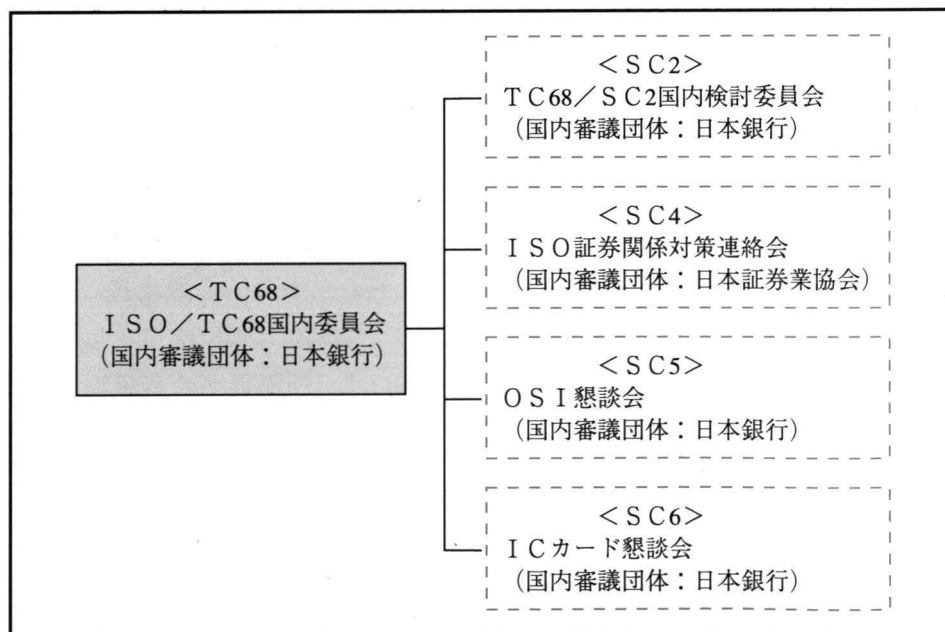 <TC68>
ISO/TC68国内委員会
(国内審議団体:日本銀行)
<SC2>
TC68/SC2国内検討委員会
(国内審議団体:日本銀行)
<SC4>
ISO証券関係対策連絡会
(国内審議団体:日本証券業協会)
<SC5>
OSI懇談会
(国内審議団体:日本銀行)
<SC6>
ICカード懇談会
(国内審議団体:日本銀行)